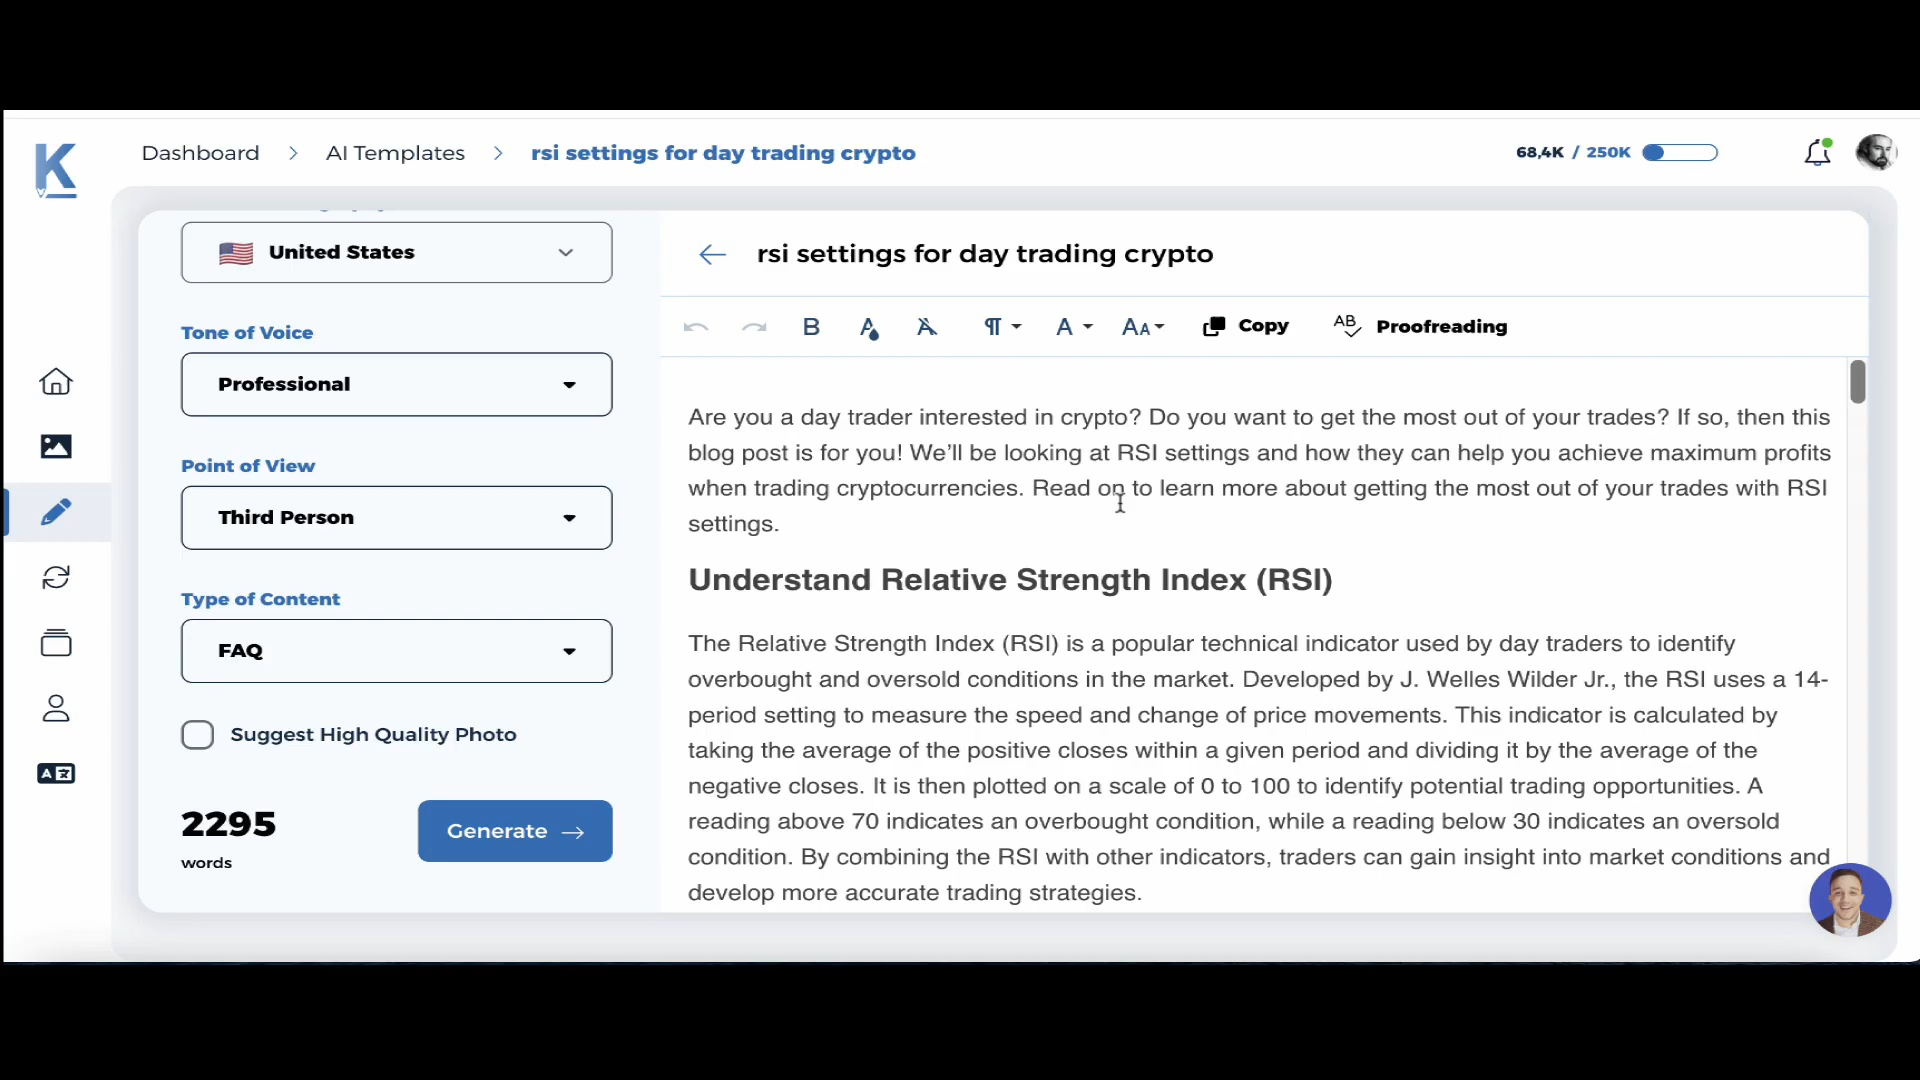 K
Dashboard > AI Templates > rsi settings for day trading crypto
68,4K / 250K
United States
Tone of Voice
Professional
Point of View
Third Person
Type of Content
FAQ
Suggest High Quality Photo
2295
words
Generate →
rsi settings for day trading crypto
Copy
Proofreading
Are you a day trader interested in crypto? Do you want to get the most out of your trades? If so, then this
blog post is for you! We’ll be looking at RSI settings and how they can help you achieve maximum profits
when trading cryptocurrencies. Read on to learn more about getting the most out of your trades with RSI
settings.
Understand Relative Strength Index (RSI)
The Relative Strength Index (RSI) is a popular technical indicator used by day traders to identify
overbought and oversold conditions in the market. Developed by J. Welles Wilder Jr., the RSI uses a 14-
period setting to measure the speed and change of price movements. This indicator is calculated by
taking the average of the positive closes within a given period and dividing it by the average of the
negative closes. It is then plotted on a scale of 0 to 100 to identify potential trading opportunities. A
reading above 70 indicates an overbought condition, while a reading below 30 indicates an oversold
condition. By combining the RSI with other indicators, traders can gain insight into market conditions and
develop more accurate trading strategies.